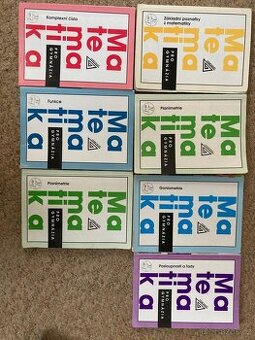 Komplexní čísla
Ma
te
ma
ti
ka
PRO
GYMNÁZIA
Základní poznatky
z matematiky
Ma
te
ma
ti
ka
PRO
GYMNÁZIA
Funkce
Ma
te
ma
ti
ka
PRO
GYMNÁZIA
Planimetrie
Ma
te
ma
ti
ka
PRO
GYMNÁZIA
Planimetrie
Ma
te
ma
ti
ka
PRO
GYMNÁZIA
Goniometrie
Ma
te
ma
ti
ka
PRO
GYMNÁZIA
Posloupnosti a řady
Ma
te
ma
ti
ka
PRO
GYMNÁZIA